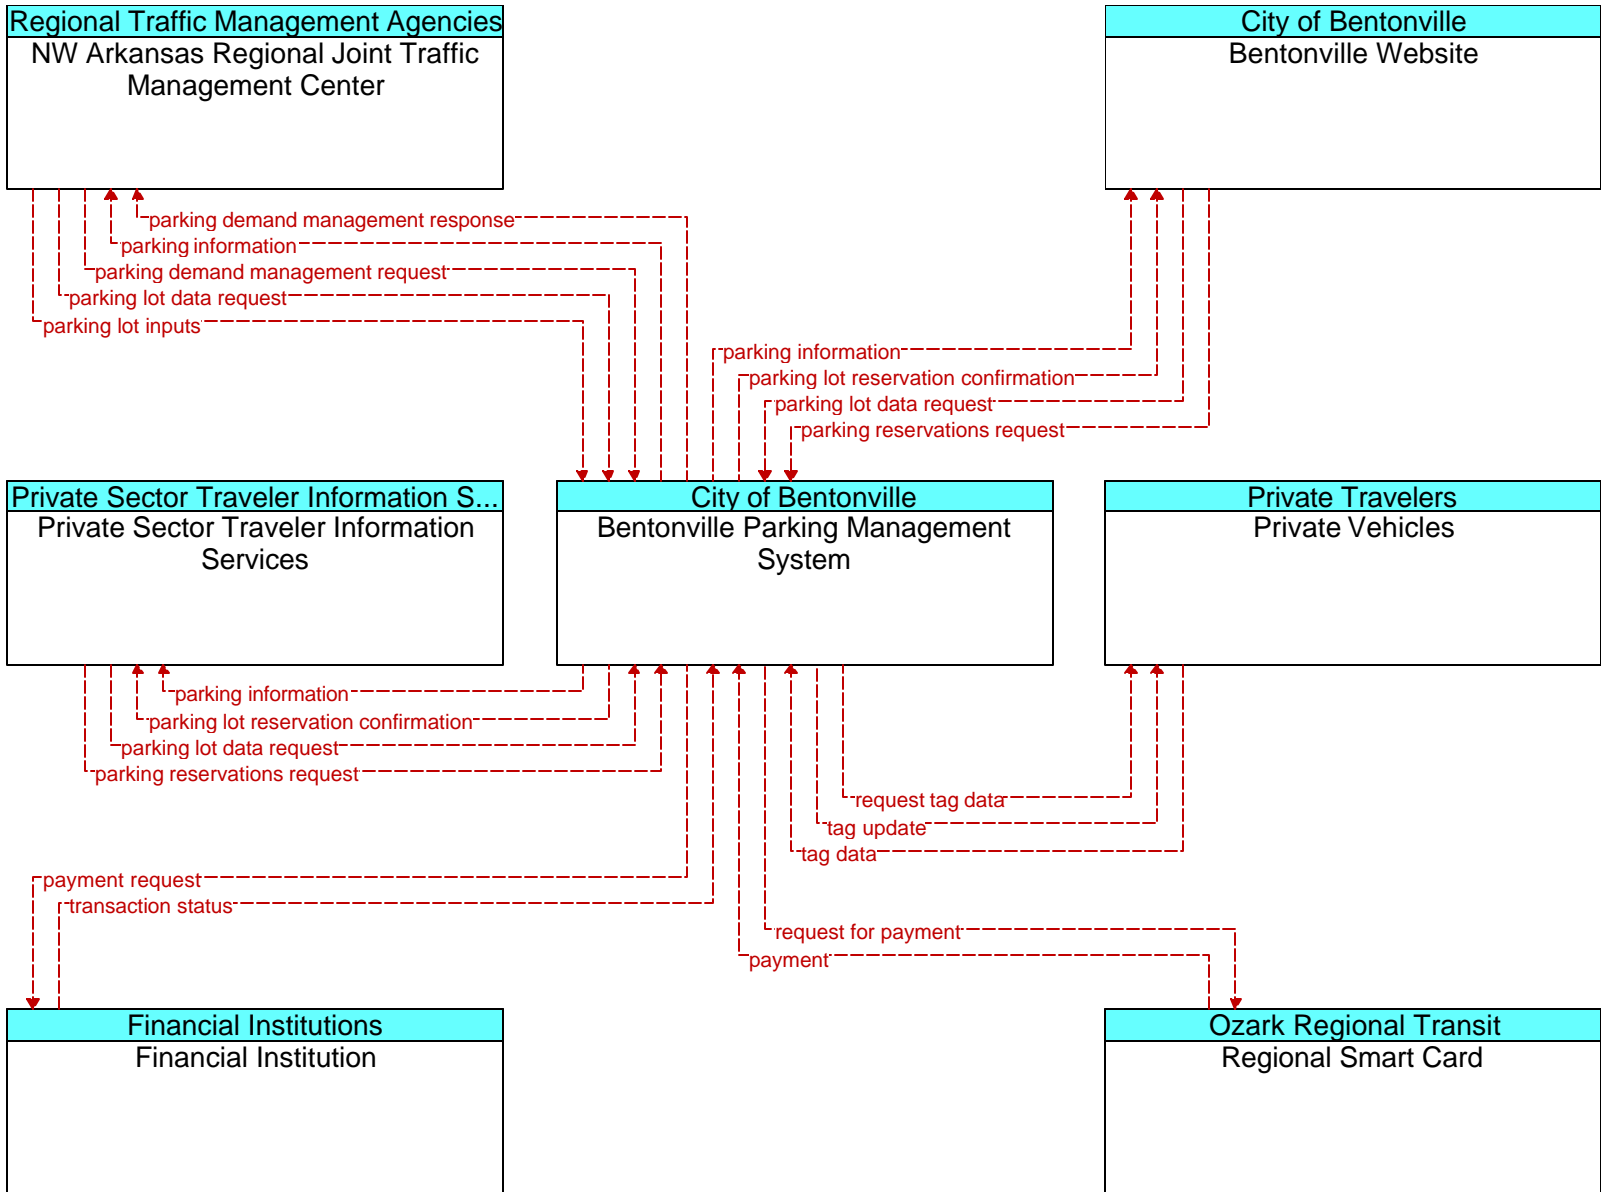 Regional Traffic Management Agencies
NW Arkansas Regional Joint Traffic
Management Center
City of Bentonville
Bentonville Website
parking demand management response
parking information
parking demand management request
parking lot data request
parking lot inputs
parking information
parking lot reservation confirmation
parking lot data request
parking reservations request
Private Sector Traveler Information S...
Private Sector Traveler Information
Services
City of Bentonville
Bentonville Parking Management
System
Private Travelers
Private Vehicles
parking information
parking lot reservation confirmation
parking lot data request
parking reservations request
request tag data
tag update
tag data
payment request
transaction status
request for payment
payment
Financial Institutions
Financial Institution
Ozark Regional Transit
Regional Smart Card